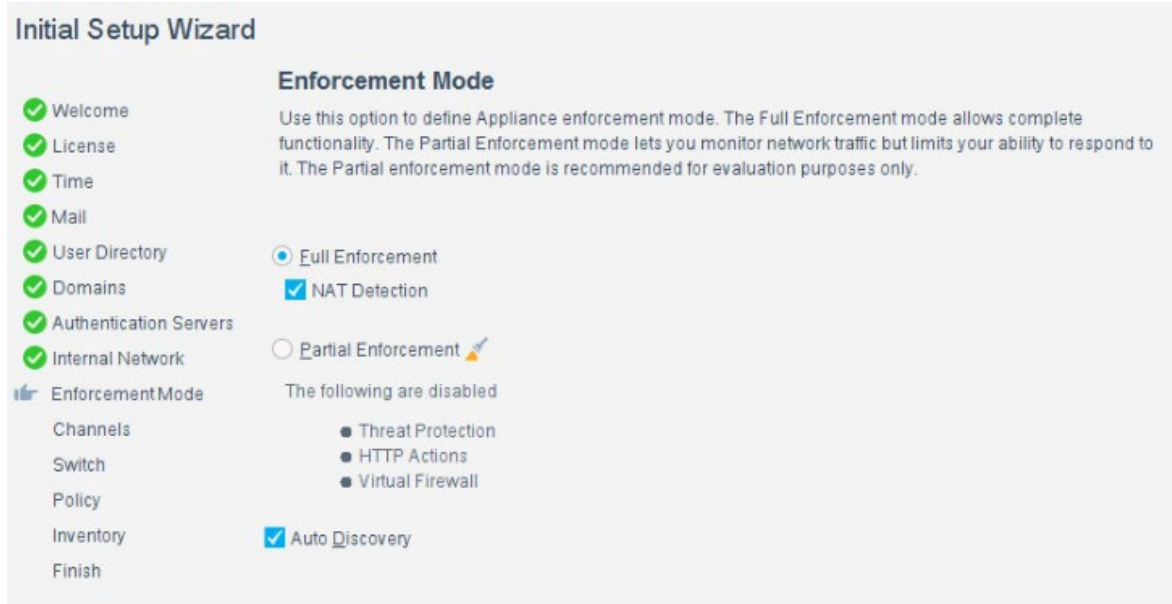 Initial Setup Wizard
Welcome
License
Time
Mail
User Directory
Domains
Authentication Servers
Internal Network
Enforcement Mode
Channels
Switch
Policy
Inventory
Finish
Enforcement Mode
Use this option to define Appliance enforcement mode. The Full Enforcement mode allows complete
functionality. The Partial Enforcement mode lets you monitor network traffic but limits your ability to respond to
it. The Partial enforcement mode is recommended for evaluation purposes only.
Full Enforcement
NAT Detection
Partial Enforcement
The following are disabled
Threat Protection
HTTP Actions
Virtual Firewall
Auto Discovery